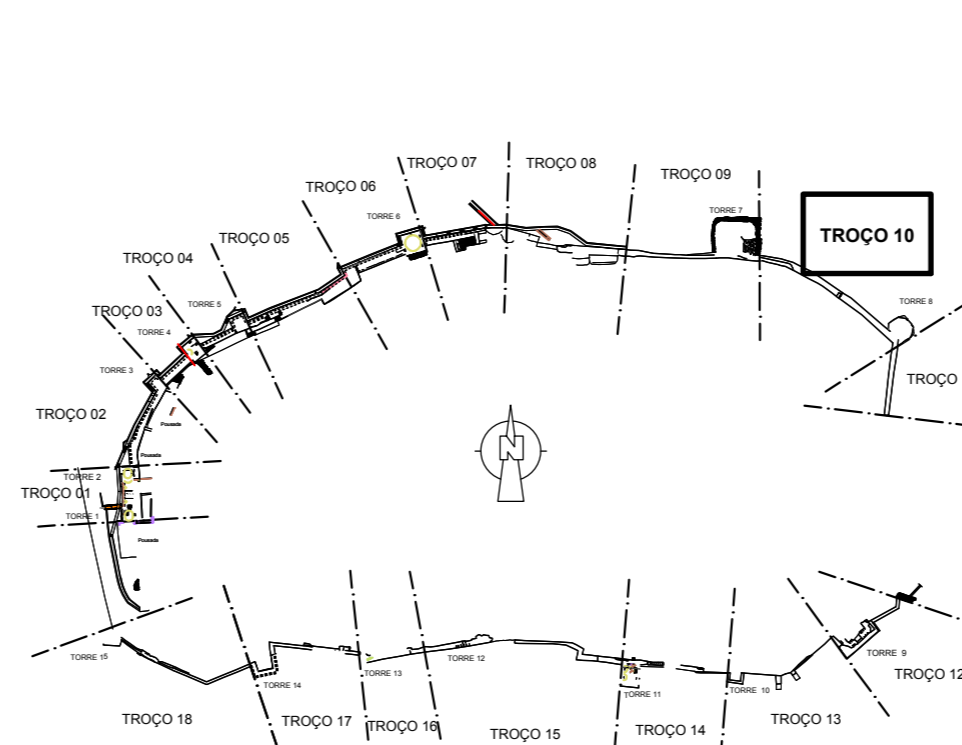 TROÇO 07
TROÇO 08
TROÇO 09
TROÇO 06
TORRE 6
TORRE 7
TROÇO 10
TROÇO 05
TROÇO 04
TORRE 5
TORRE 8
TROÇO 03
TORRE 4
TORRE 3
TROÇO
TROÇO 02
Pousada
Pousada
N
TORRE 2
TROÇO 01
TORRE 1
Pousada
TORRE 15
TORRE 14
TORRE 13
TORRE 12
TORRE 11
TORRE 10
TORRE 9
TROÇO 12
TROÇO 18
TROÇO 17
TROÇO 16
TROÇO 15
TROÇO 14
TROÇO 13